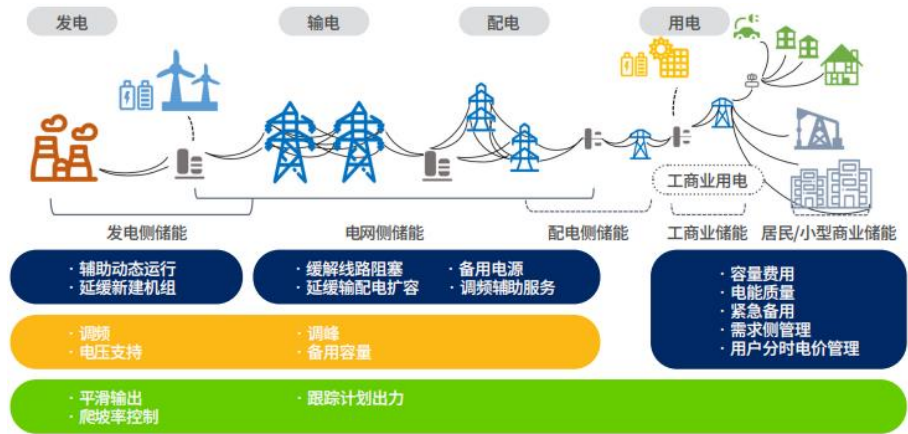 发电
输电
配电
用电
工商业用电
发电侧储能
电网侧储能
配电侧储能
工商业储能
居民/小型商业储能
· 辅助动态运行
· 延缓新建机组
· 缓解线路阻塞
· 延缓输配电扩容
· 备用电源
· 调频辅助服务
· 容量费用
· 电能质量
· 紧急备用
· 需求侧管理
· 用户分时电价管理
· 调频
· 电压支持
· 调峰
· 备用容量
· 平滑输出
· 爬坡率控制
· 跟踪计划出力